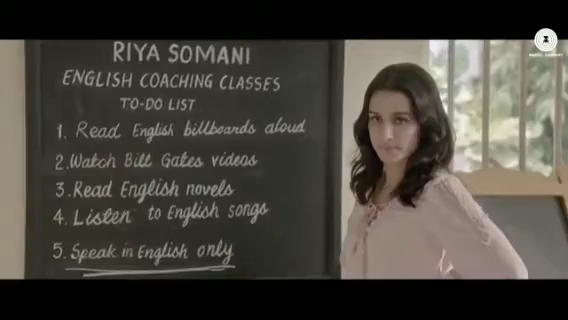 RIYA SOMANI
ENGLISH COACHING CLASSES
TO-DO LIST
1. Read English billboards aloud
2. Watch Bill Gates videos
3. Read English novels
4. Listen to English songs
5. Speak in English only